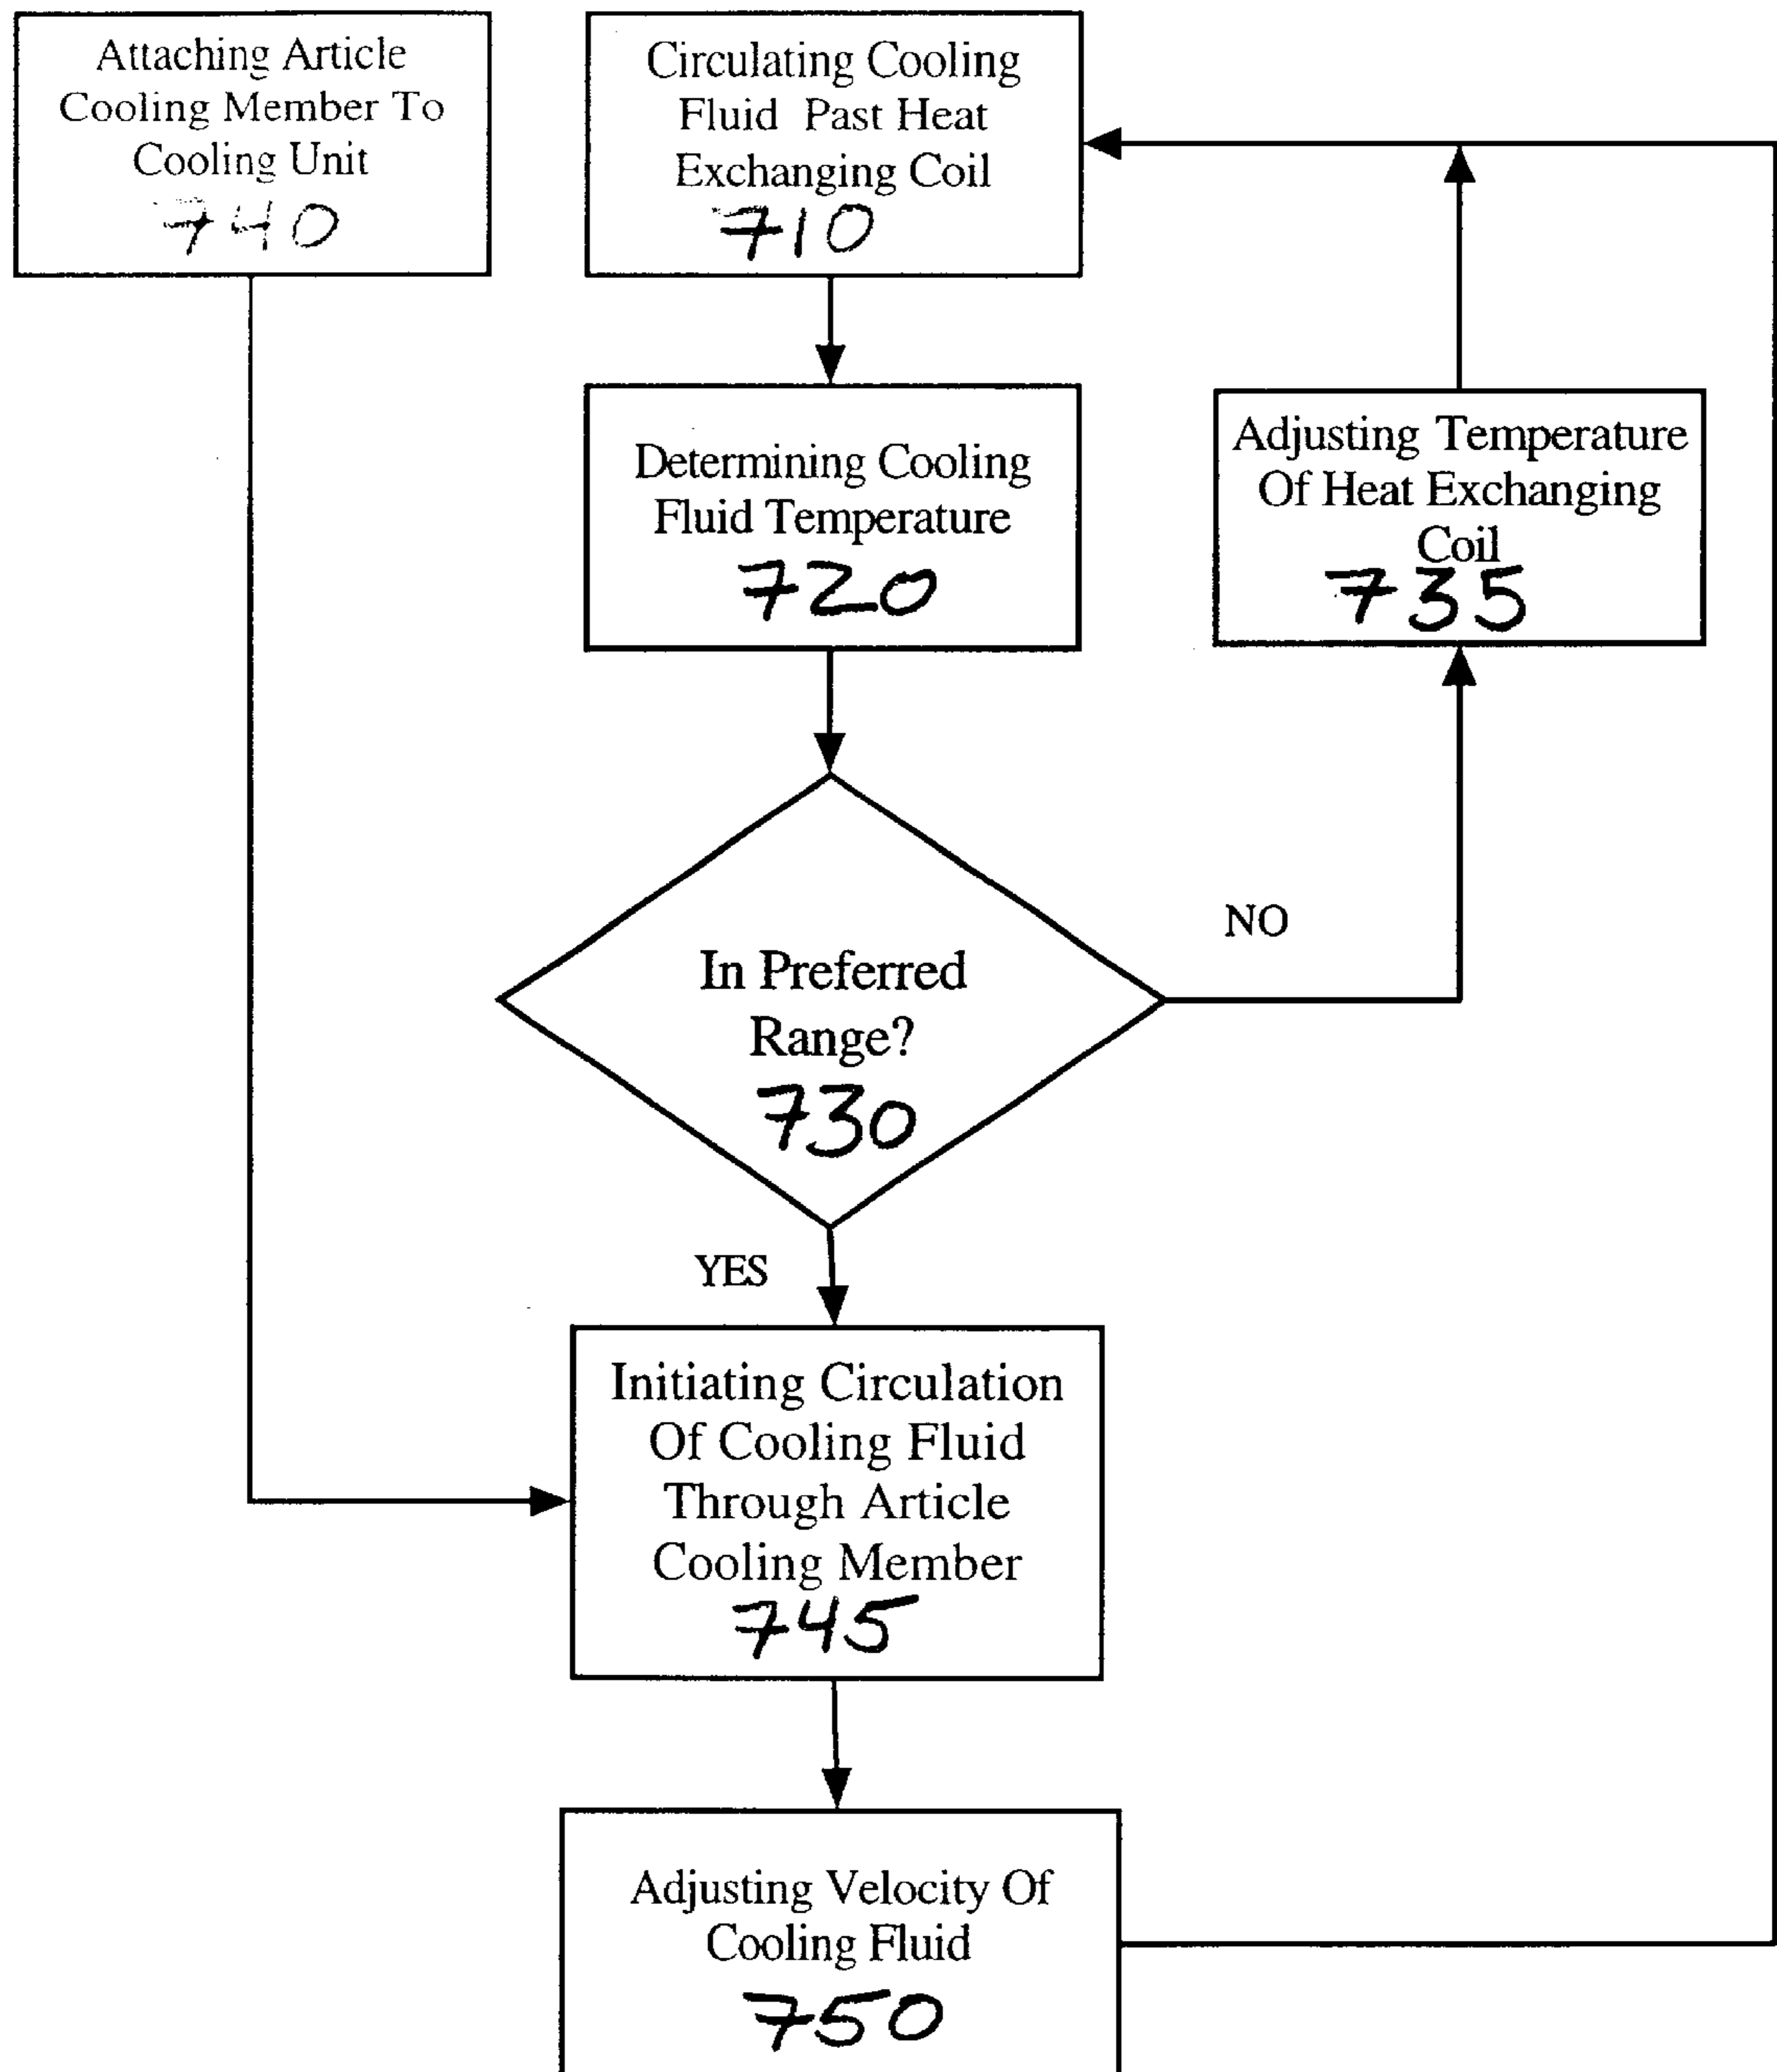 Attaching Article
Cooling Member To
Cooling Unit
740
Circulating Cooling
Fluid Past Heat
Exchanging Coil
710
Determining Cooling
Fluid Temperature
720
Adjusting Temperature
Of Heat Exchanging
Coil
735
In Preferred
Range?
730
NO
YES
Initiating Circulation
Of Cooling Fluid
Through Article
Cooling Member
745
Adjusting Velocity Of
Cooling Fluid
750